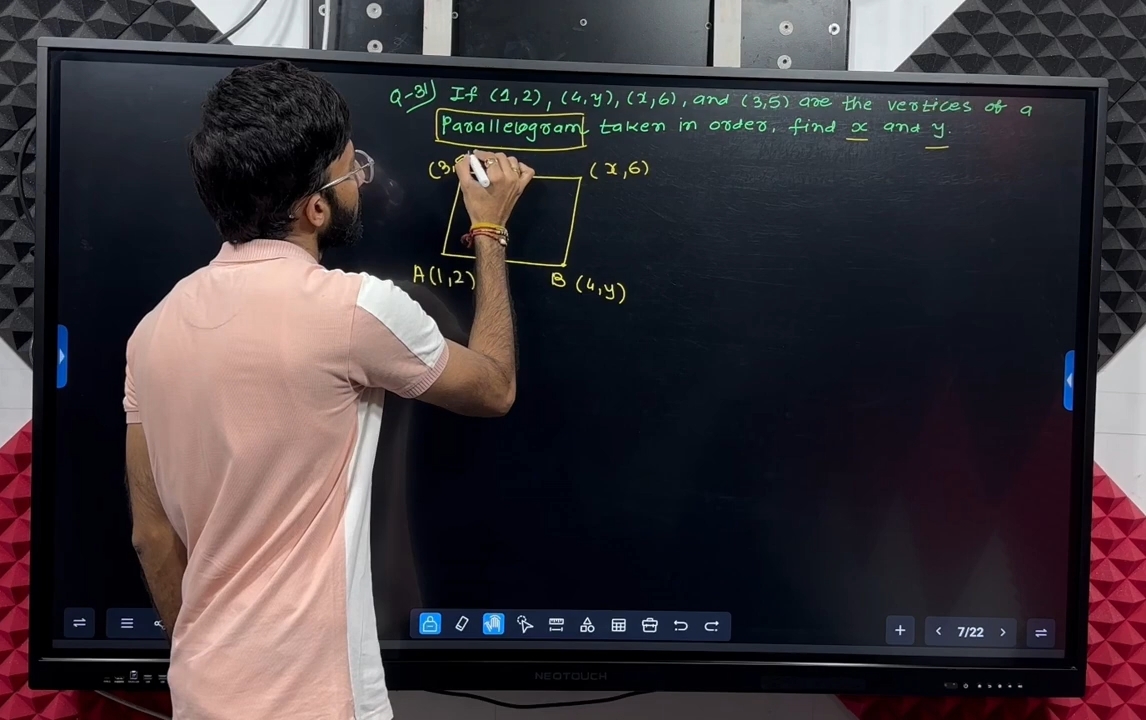 Q-31) If (1,2), (4,y), (x,6), and (3,5) are the vertices of a
Parallelogram taken in order, find x and y.
(3, (x,6)
A(1,2) B (4,y)
7/22
NEOTOUCH